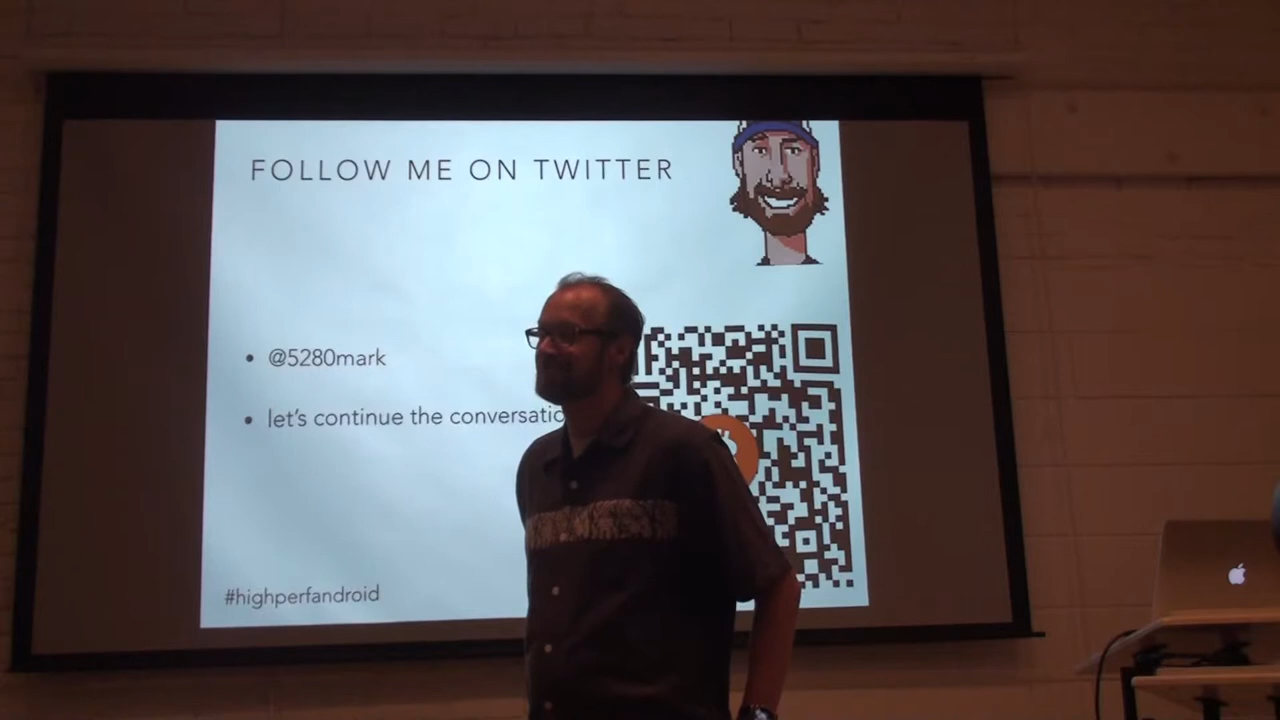 FOLLOW ME ON TWITTER
• @5280mark
• let's continue the conversatio
#highperfandroid